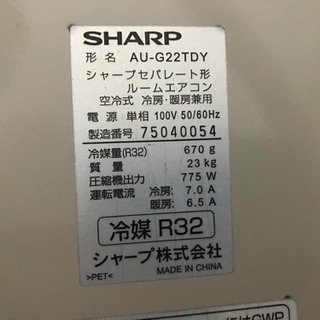 SHARP
形 名 AU-G22TDY
シャープセパレート形
ルームエアコン
空冷式 冷房・暖房兼用
電 源 単相 100V 50/60Hz
製造番号 75040054
冷媒量(R32) 670 g
質 量 23 kg
圧縮機出力 775 W
運転電流 冷房: 7.0 A
暖房: 6.5 A
冷媒 R32
シャープ株式会社
>PET< MADE IN CHINA
GWP